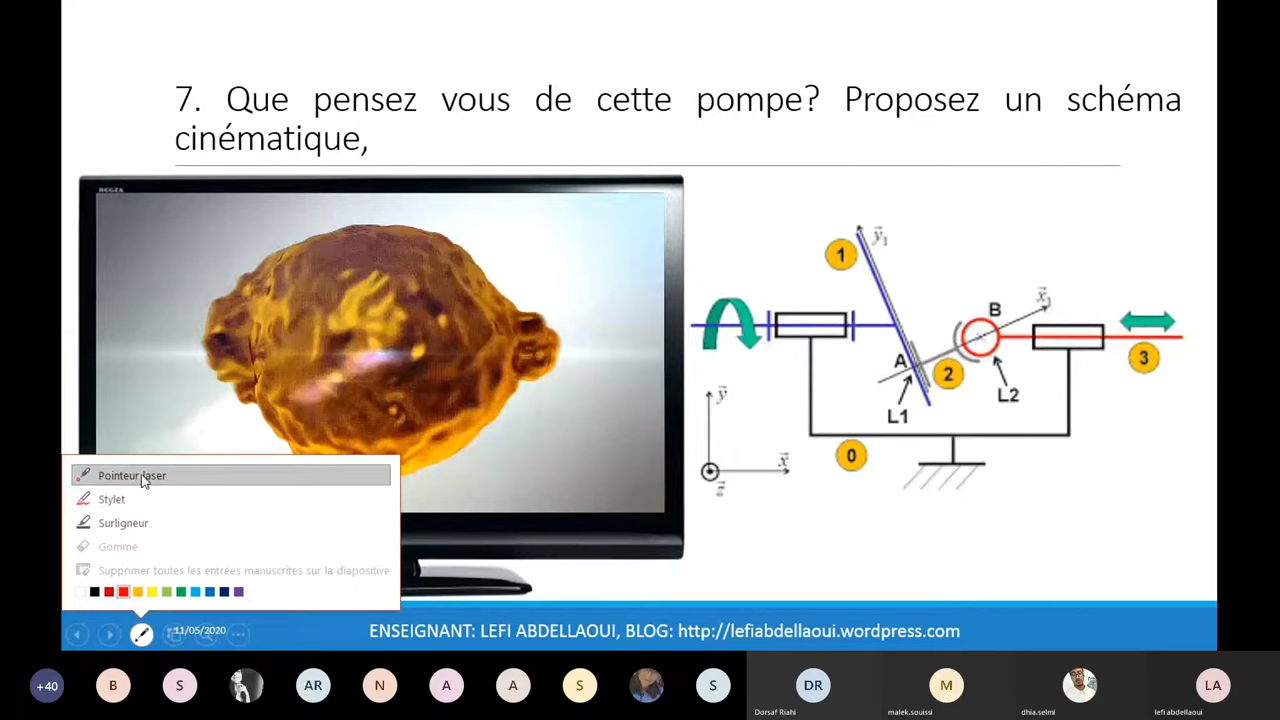 7. Que pensez vous de cette pompe? Proposez un schéma
cinématique,
REGZA
1
y1
B
x1
A
2
3
L2
L1
y
0
x
z
Pointeur laser
Stylet
Surligneur
Gomme
Supprimer toutes les entrées manuscrites sur la diapositive
11/05/2020
ENSEIGNANT: LEFI ABDELLAOUI, BLOG: http://lefiabdellaoui.wordpress.com
+40
B
S
AR
N
A
A
S
S
DR
M
LA
Dorsaf Riahi
malek.souissi
dhia.selmi
lefi abdellaoui